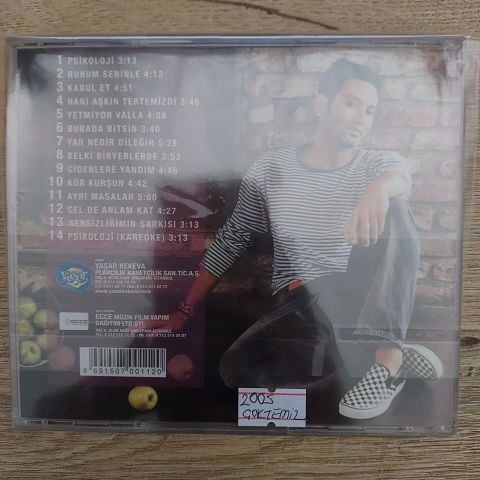 1 PSİKOLOJİ 3:13
2 RUHUM SENİNLE 4:13
3 KABUL ET 4:51
4 HANİ AŞKIN TERTEMİZDİ 3:46
5 YETMİYOR VALLA 4:08
6 BURADA BİTSİN 3:40
7 YAR NEDİR DİLEĞİN 5:28
8 BELKİ BİRYERLERDE 3:53
9 GİDENLERE YANDIM 4:46
10 KÖR KURŞUN 4:42
11 AYRI MASALAR 5:00
12 GEL DE ANLAM KAT 4:27
13 SENSİZLİĞİMİN ŞARKISI 3:13
14 PSİKOLOJİ (KAREOKE) 3:13
YAŞAR KEKEVA
PLAKÇILIK KASETÇİLİK SAN.TİC.A.Ş.
www.yasarkekeva.com
ecce
ECCE MÜZİK FİLM YAPIM
DAĞIYIM LTD.ŞTİ.
8 691507 001120
2005
GÖKTEMİZ